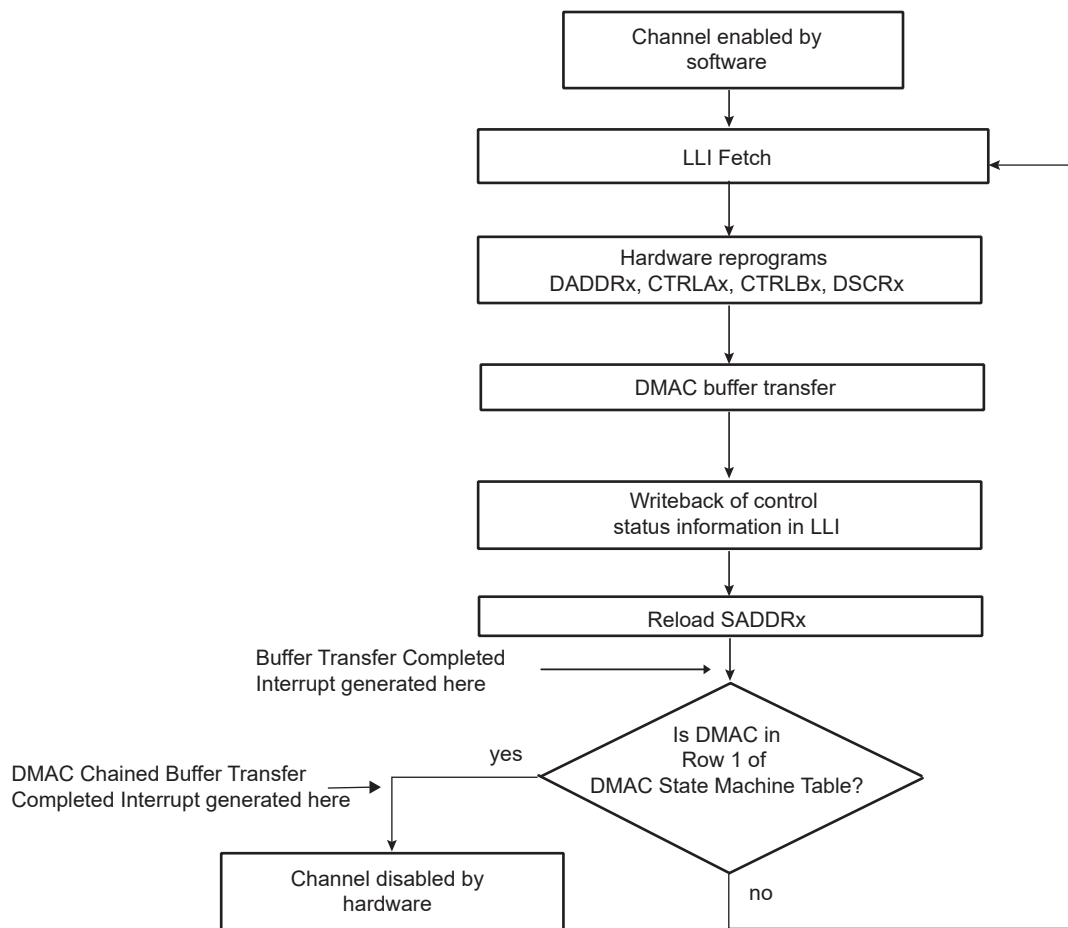 Channel enabled by
software
LLI Fetch
Hardware reprograms
DADDRx, CTRLAx, CTRLBx, DSCRx
DMAC buffer transfer
Writeback of control
status information in LLI
Reload SADDRx
Buffer Transfer Completed
Interrupt generated here
Is DMAC in
Row 1 of
DMAC State Machine Table?
yes
DMAC Chained Buffer Transfer
Completed Interrupt generated here
Channel disabled by
hardware
no